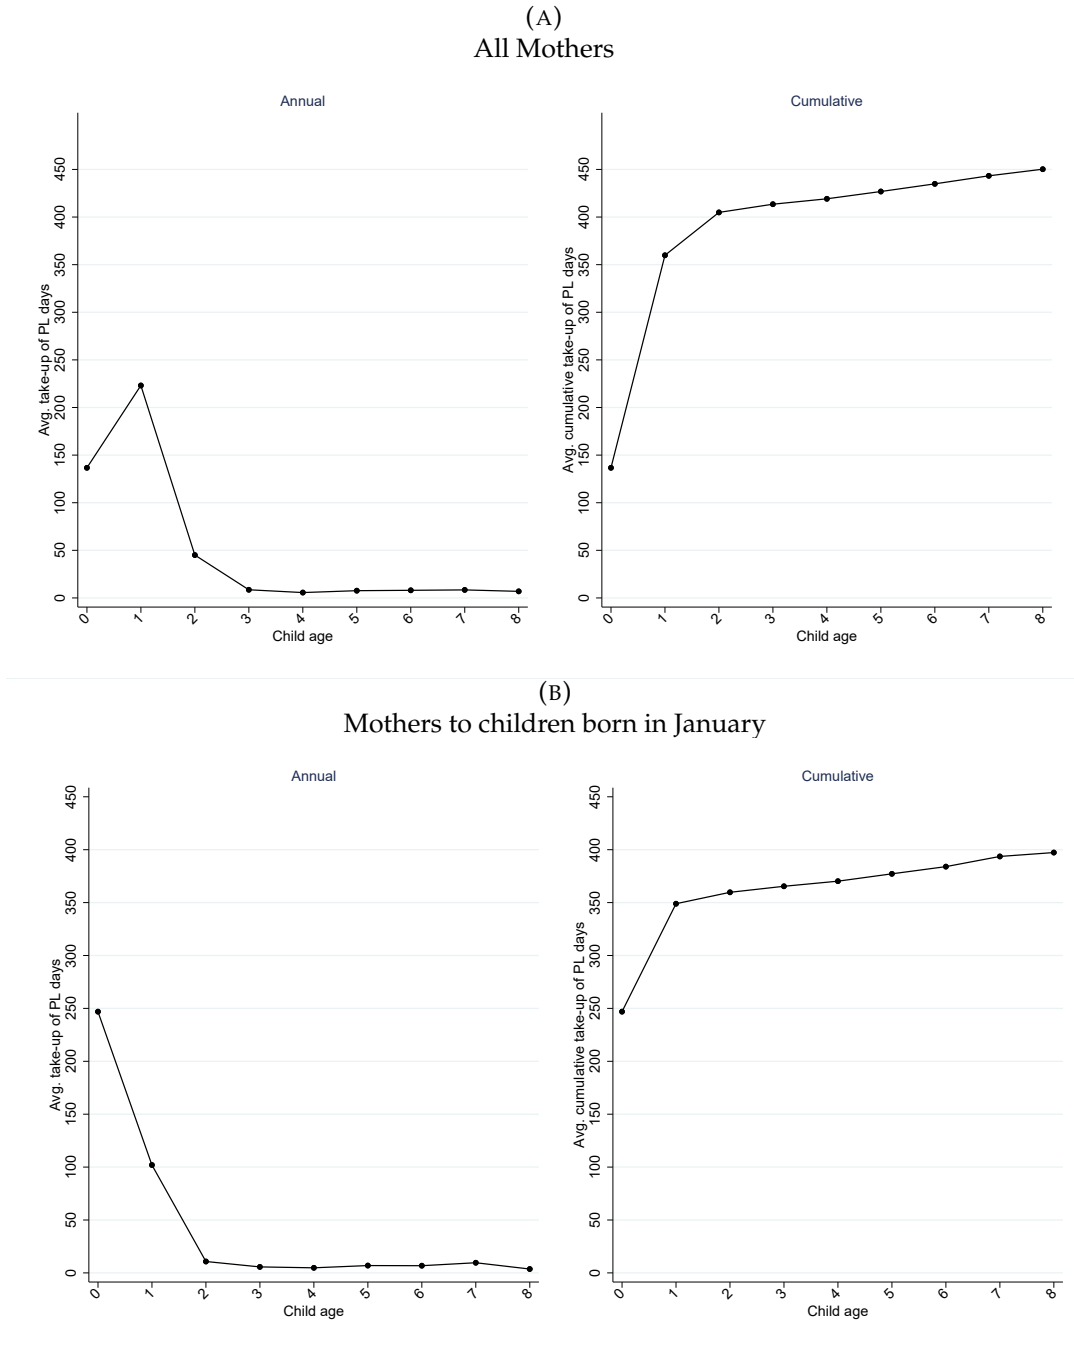 (A)
All Mothers
Annual
Avg. take-up of PL days
450
400
350
300
250
200
150
100
50
0
0 1 2 3 4 5 6 7 8
Child age
Cumulative
Avg. cumulative take-up of PL days
450
400
350
300
250
200
150
100
50
0
0 1 2 3 4 5 6 7 8
Child age
(B)
Mothers to children born in January
Annual
Avg. take-up of PL days
450
400
350
300
250
200
150
100
50
0
0 1 2 3 4 5 6 7 8
Child age
Cumulative
Avg. cumulative take-up of PL days
450
400
350
300
250
200
150
100
50
0
0 1 2 3 4 5 6 7 8
Child age